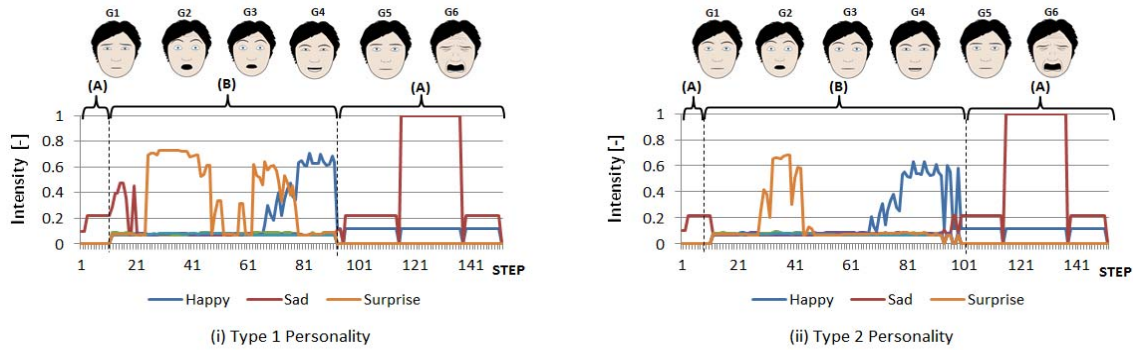 G1 G2 G3 G4 G5 G6
(A) (B) (A)
Intensity [-]
1
0.8
0.6
0.4
0.2
0
1 21 41 61 81 101 121 141 STEP
Happy Sad Surprise
(i) Type 1 Personality
G1 G2 G3 G4 G5 G6
(A) (B) (A)
Intensity [-]
1
0.8
0.6
0.4
0.2
0
1 21 41 61 81 101 121 141 STEP
Happy Sad Surprise
(ii) Type 2 Personality